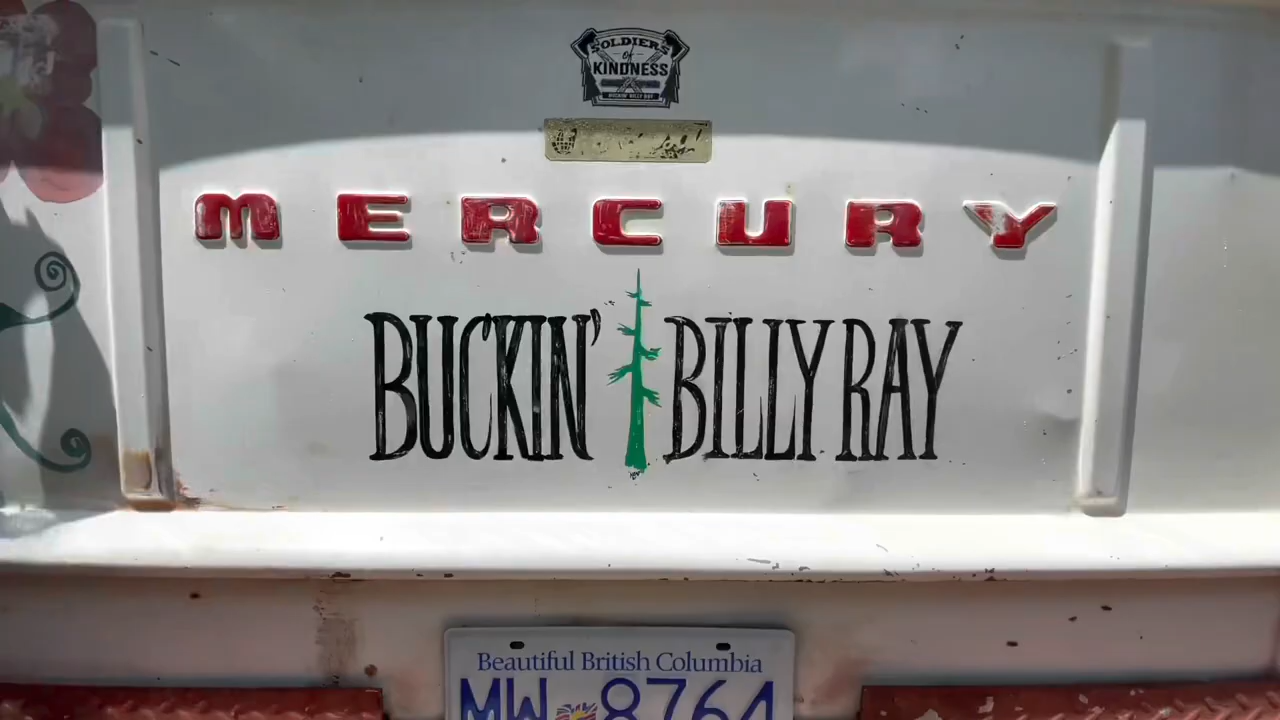 SOLDIERS
of
KINDNESS
BUCKIN' BILLY RAY
MERCURY
BUCKIN' BILLY RAY
Beautiful British Columbia
MW 8764